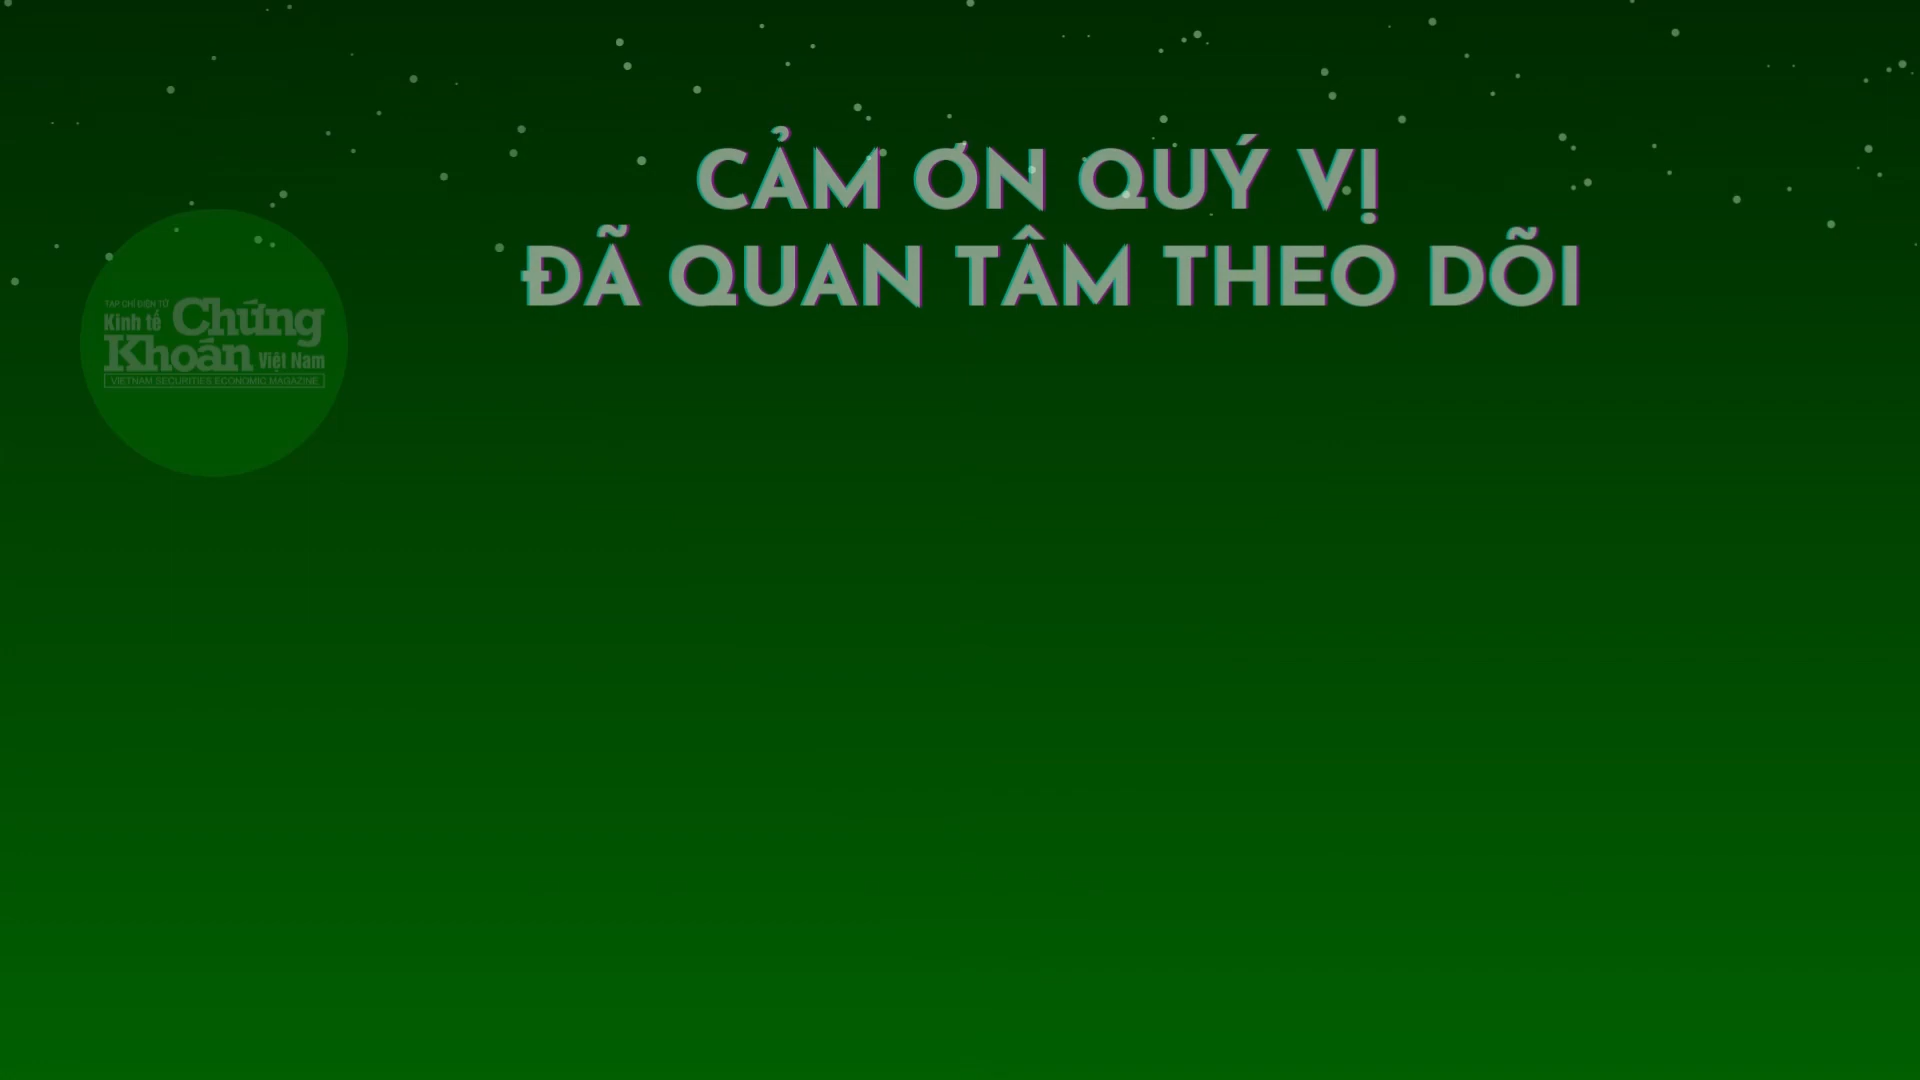 CẢM ƠN QUÝ VỊ
ĐÃ QUAN TÂM THEO DÕI
TẠP CHÍ ĐIỆN TỬ
Kinh tế Chứng
Khoán Việt Nam
VIETNAM SECURITIES ECONOMIC MAGAZINE